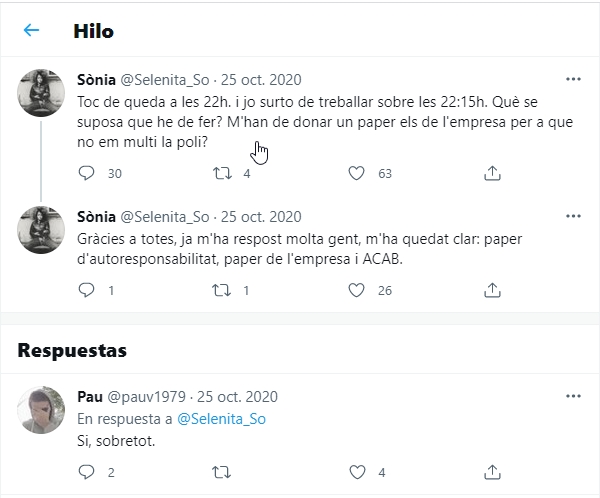 Hilo
Sònia @Selenita_So · 25 oct. 2020
Toc de queda a les 22h. i jo surto de treballar sobre les 22:15h. Què se
suposa que he de fer? M'han de donar un paper els de l'empresa per a que
no em multi la poli?
30 4 63
Sònia @Selenita_So · 25 oct. 2020
Gràcies a totes, ja m'ha respost molta gent, m'ha quedat clar: paper
d'autoresponsabilitat, paper de l'empresa i ACAB.
1 1 26
Respuestas
Pau @pauv1979 · 25 oct. 2020
En respuesta a @Selenita_So
Si, sobretot.
2 4